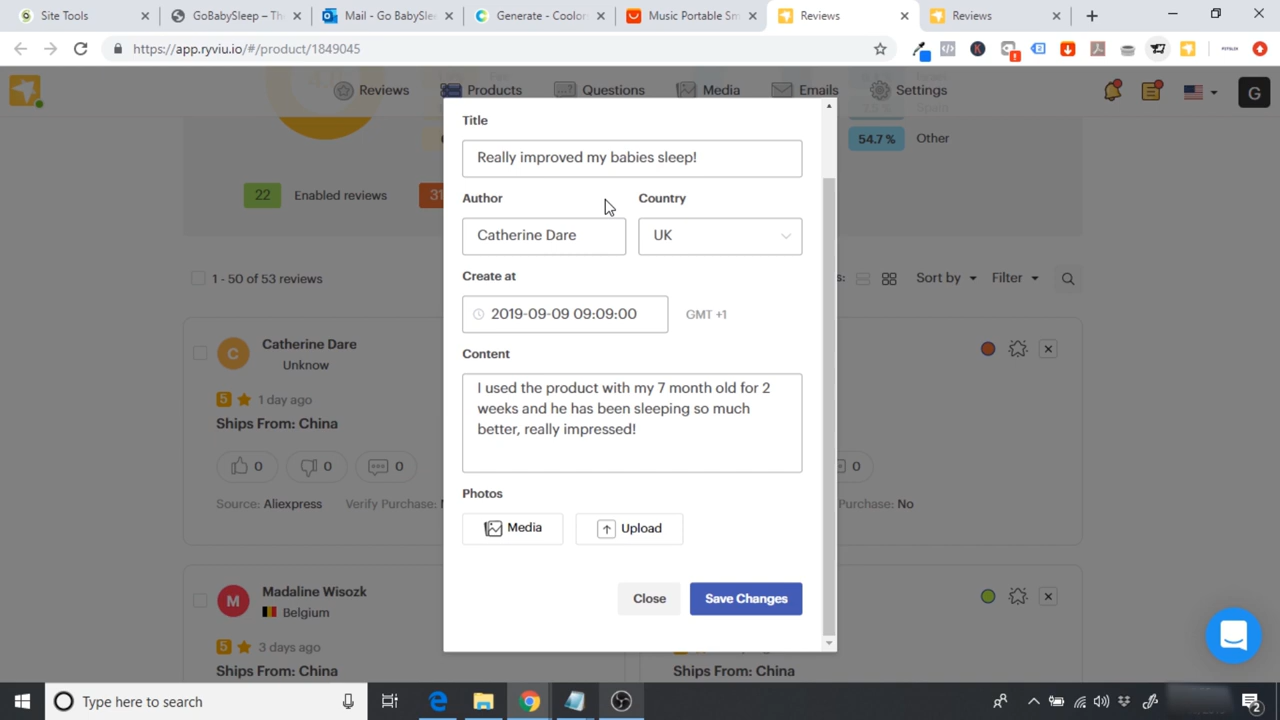 Site Tools
GoBabySleep – The
Mail - Go BabySlee
Generate - Coolor
Music Portable Sm
Reviews
Reviews
https://app.ryviu.io/#/product/1849045
Reviews
Products
Questions
Media
Emails
Settings
G
54.7 %
Other
22
Enabled reviews
31
1 - 50 of 53 reviews
Sort by
Filter
Title
Really improved my babies sleep!
Author
Country
Catherine Dare
UK
Create at
2019-09-09 09:09:00
GMT +1
Content
I used the product with my 7 month old for 2
weeks and he has been sleeping so much
better, really impressed!
Photos
Media
Upload
Close
Save Changes
C
Catherine Dare
Unknow
5
1 day ago
Ships From: China
0
0
0
Source: Aliexpress
Verify Purchase:
0
Purchase: No
M
Madaline Wisozk
Belgium
5
3 days ago
Ships From: China
Ships From: China
Type here to search
2